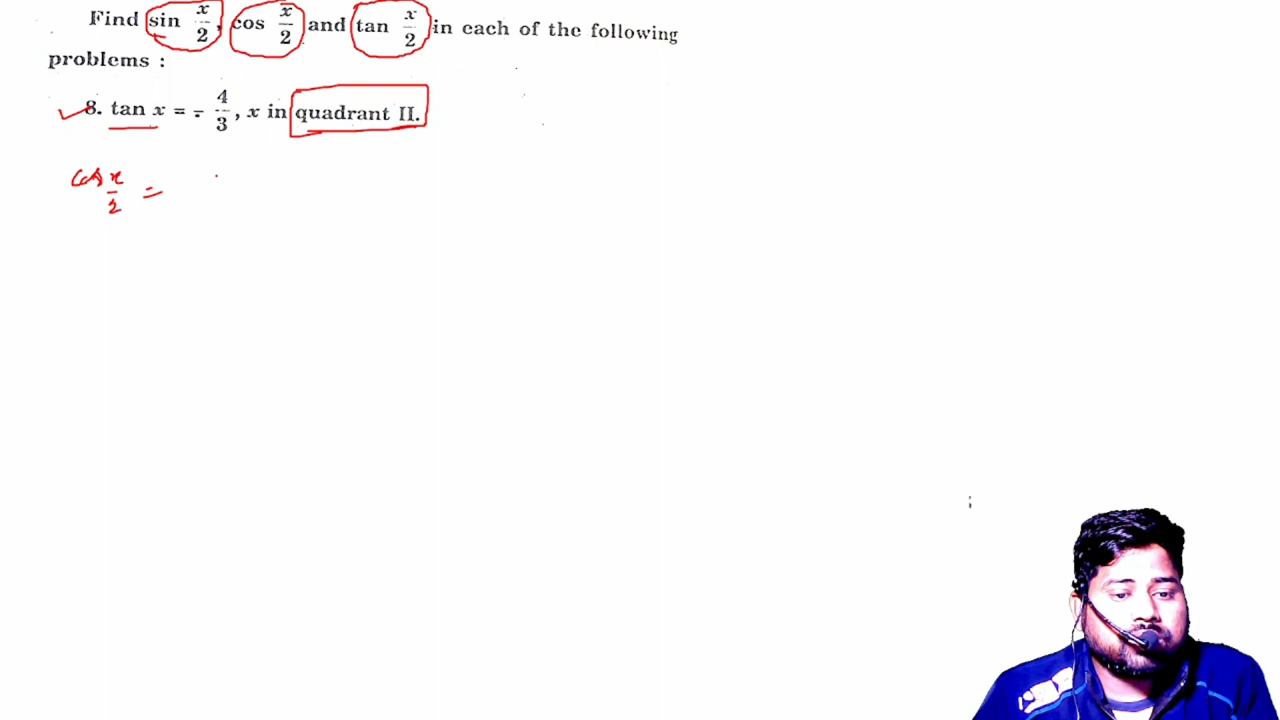 Find sin x/2, cos x/2 and tan x/2 in each of the following
problems :
8. tan x = - 4/3, x in quadrant II.
cos x/2 =